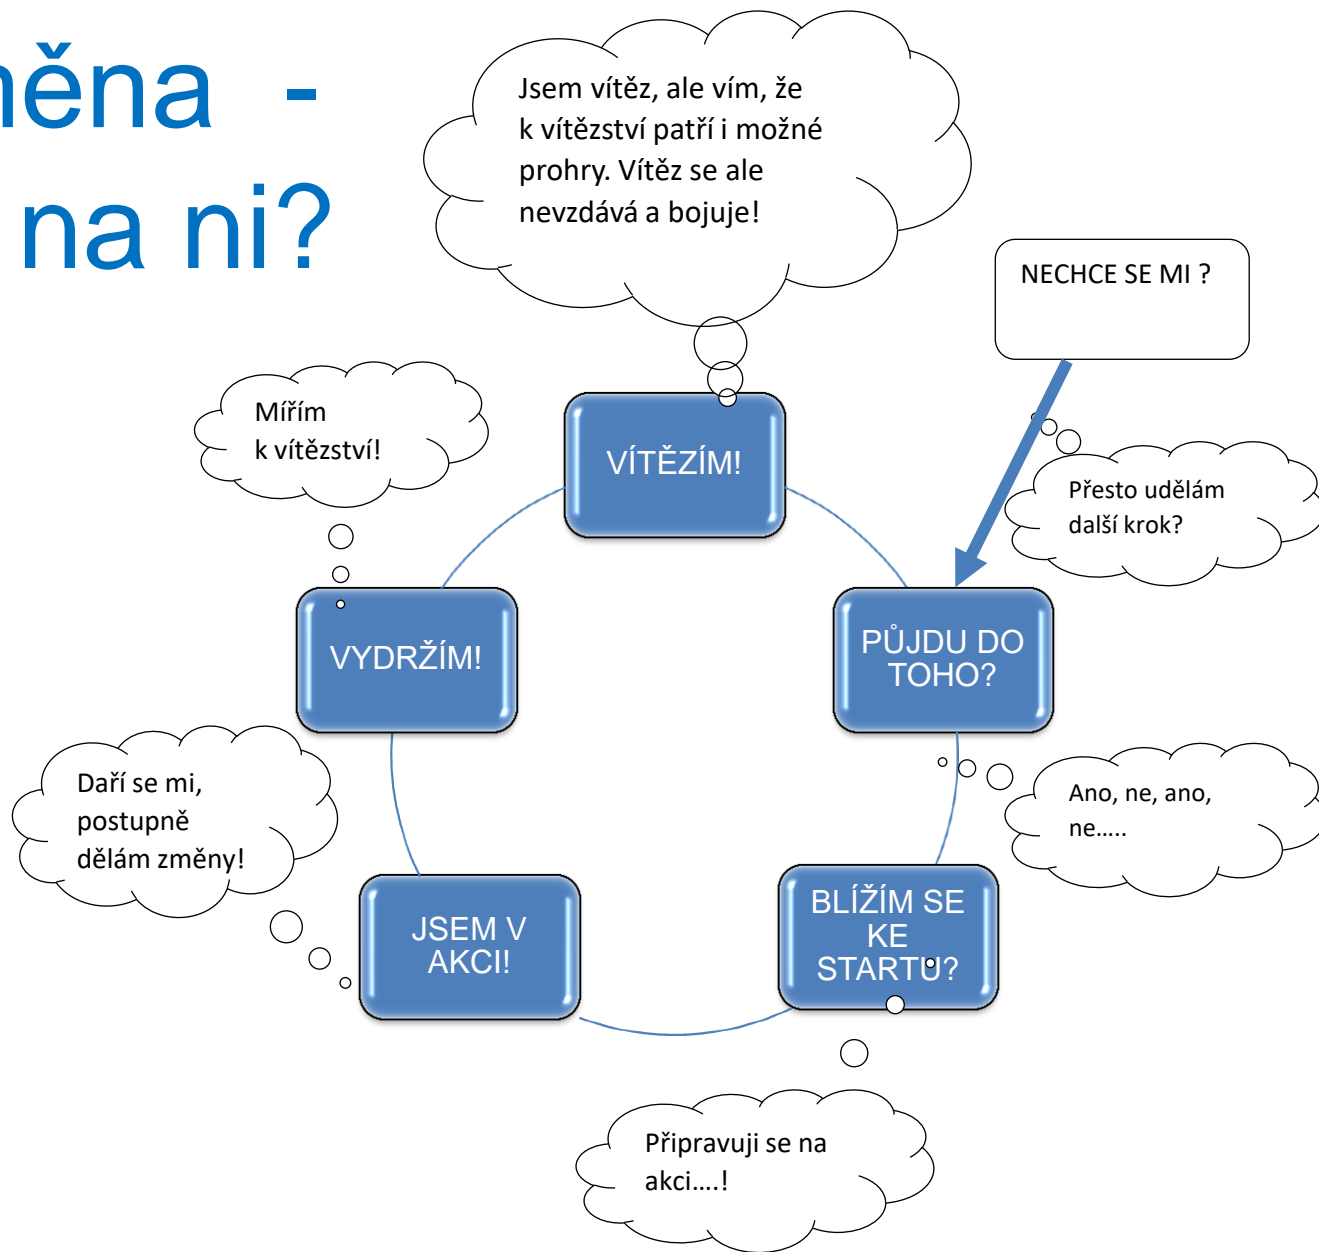 měna -
na ni?
Jsem vítěz, ale vím, že
k vítězství patří i možné
prohry. Vítěz se ale
nevzdává a bojuje!
NECHCE SE MI ?
Mířím
k vítězství!
VÍTĚZÍM!
Přesto udělám
další krok?
VYDRŽÍM!
PŮJDU DO
TOHO?
Daří se mi,
postupně
dělám změny!
Ano, ne, ano,
ne.....
JSEM V
AKCI!
BLÍŽÍM SE
KE
STARTU?
Připravuji se na
akci....!